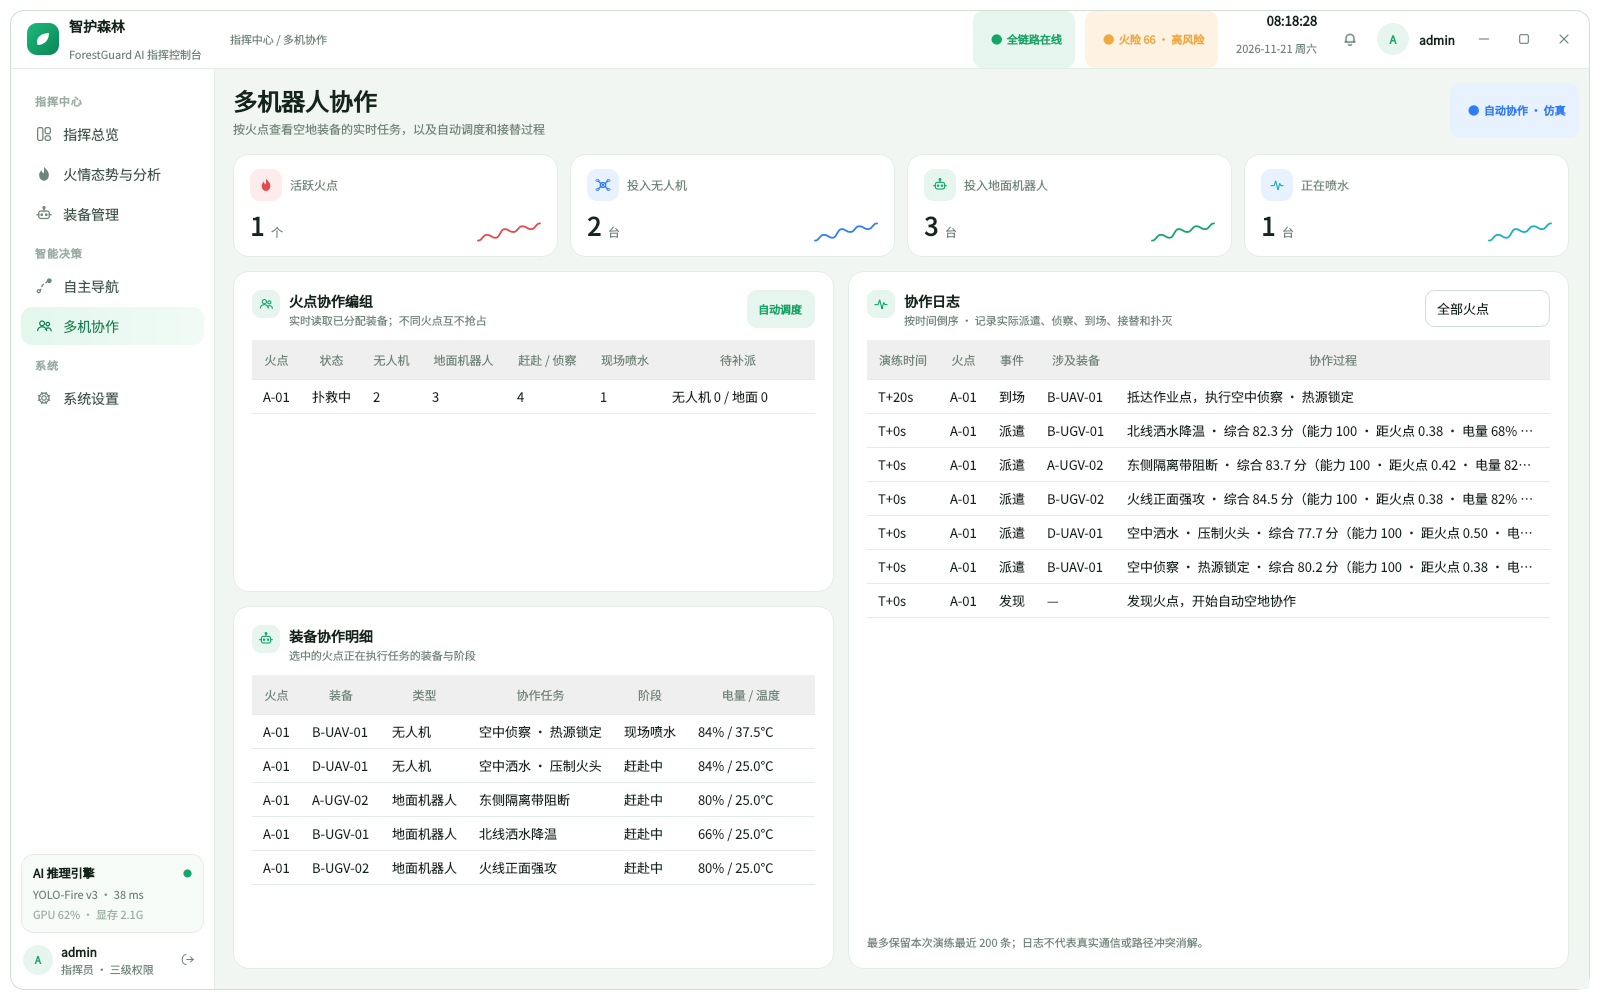 智护森林
ForestGuard AI 指挥控制台
指挥中心 / 多机协作
全链路在线
火险 66 · 高风险
08:18:28
2026-11-21 周六
A
admin
指挥中心
指挥总览
火情态势与分析
装备管理
智能决策
自主导航
多机协作
系统
系统设置
AI 推理引擎
YOLO-Fire v3 · 38 ms
GPU 62% · 显存 2.1G
A
admin
指挥员 · 三级权限
多机器人协作
按火点查看空地装备的实时任务，以及自动调度和接替过程
自动协作 · 仿真
活跃火点
1 个
投入无人机
2 台
投入地面机器人
3 台
正在喷水
1 台
火点协作编组
实时读取已分配装备；不同火点互不抢占
自动调度
火点 状态 无人机 地面机器人 赶赴 / 侦察 现场喷水 待补派
A-01 扑救中 2 3 4 1 无人机 0 / 地面 0
装备协作明细
选中的火点正在执行任务的装备与阶段
火点 装备 类型 协作任务 阶段 电量 / 温度
A-01 B-UAV-01 无人机 空中侦察 · 热源锁定 现场喷水 84% / 37.5°C
A-01 D-UAV-01 无人机 空中洒水 · 压制火头 赶赴中 84% / 25.0°C
A-01 A-UGV-02 地面机器人 东侧隔离带阻断 赶赴中 80% / 25.0°C
A-01 B-UGV-01 地面机器人 北线洒水降温 赶赴中 66% / 25.0°C
A-01 B-UGV-02 地面机器人 火线正面强攻 赶赴中 80% / 25.0°C
协作日志
按时间倒序 · 记录实际派遣、侦察、到场、接替和扑灭
全部火点
演练时间 火点 事件 涉及装备 协作过程
T+20s A-01 到场 B-UAV-01 抵达作业点，执行空中侦察 · 热源锁定
T+0s A-01 派遣 B-UGV-01 北线洒水降温 · 综合 82.3 分（能力 100 · 距火点 0.38 · 电量 68% …
T+0s A-01 派遣 A-UGV-02 东侧隔离带阻断 · 综合 83.7 分（能力 100 · 距火点 0.42 · 电量 82…
T+0s A-01 派遣 B-UGV-02 火线正面强攻 · 综合 84.5 分（能力 100 · 距火点 0.38 · 电量 82% …
T+0s A-01 派遣 D-UAV-01 空中洒水 · 压制火头 · 综合 77.7 分（能力 100 · 距火点 0.50 · 电…
T+0s A-01 派遣 B-UAV-01 空中侦察 · 热源锁定 · 综合 80.2 分（能力 100 · 距火点 0.38 · 电…
T+0s A-01 发现 — 发现火点，开始自动空地协作
最多保留本次演练最近 200 条；日志不代表真实通信或路径冲突消解。